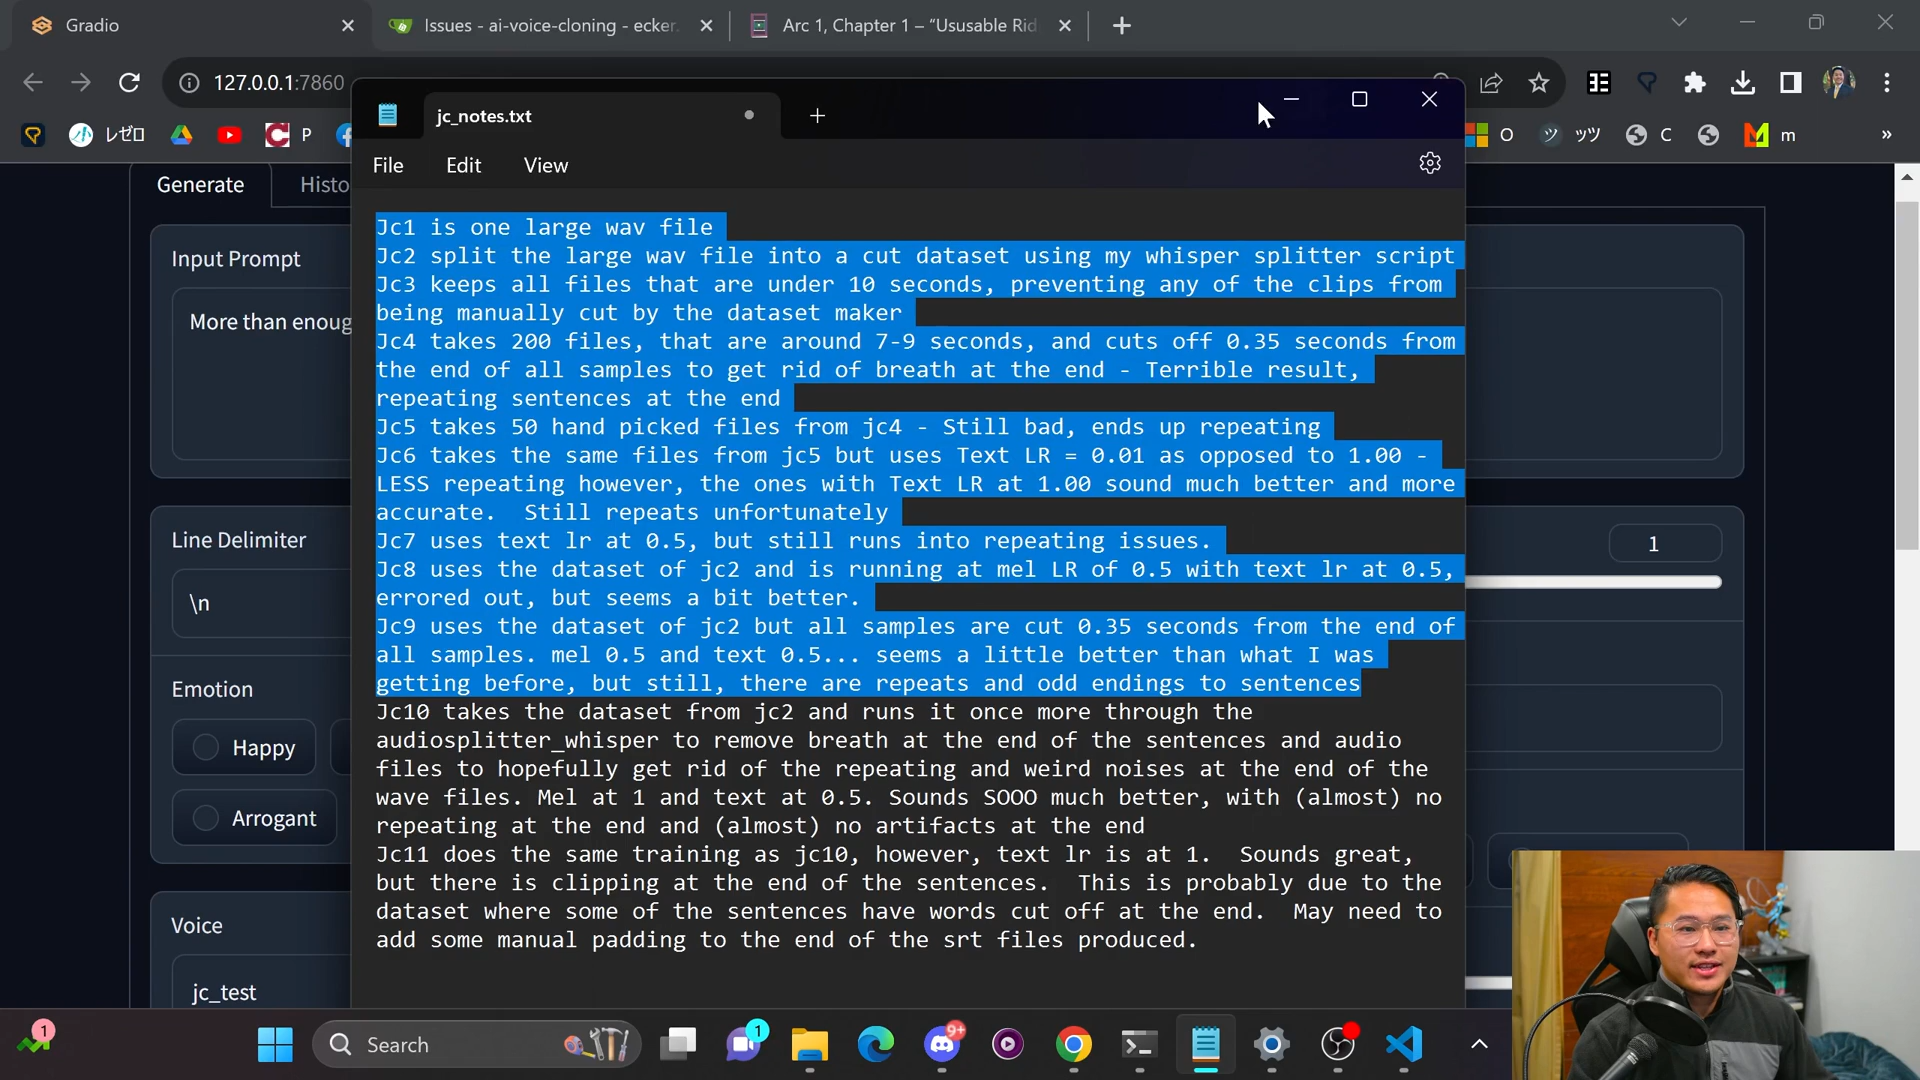 Gradio
Issues - ai-voice-cloning - ecker.
Arc 1, Chapter 1 – “Ususable Rid
127.0.0.1:7860
jc_notes.txt
レゼロ
P
O
ッヅ
C
m
»
File
Edit
View
Generate
Histo
Input Prompt
More than enoug
Line Delimiter
\n
Emotion
Happy
Arrogant
Voice
jc_test
1
Jc1 is one large wav file
Jc2 split the large wav file into a cut dataset using my whisper splitter script
Jc3 keeps all files that are under 10 seconds, preventing any of the clips from
being manually cut by the dataset maker
Jc4 takes 200 files, that are around 7-9 seconds, and cuts off 0.35 seconds from
the end of all samples to get rid of breath at the end - Terrible result,
repeating sentences at the end
Jc5 takes 50 hand picked files from jc4 - Still bad, ends up repeating
Jc6 takes the same files from jc5 but uses Text LR = 0.01 as opposed to 1.00 -
LESS repeating however, the ones with Text LR at 1.00 sound much better and more
accurate.  Still repeats unfortunately
Jc7 uses text lr at 0.5, but still runs into repeating issues.
Jc8 uses the dataset of jc2 and is running at mel LR of 0.5 with text lr at 0.5,
errored out, but seems a bit better.
Jc9 uses the dataset of jc2 but all samples are cut 0.35 seconds from the end of
all samples. mel 0.5 and text 0.5... seems a little better than what I was
getting before, but still, there are repeats and odd endings to sentences
Jc10 takes the dataset from jc2 and runs it once more through the
audiosplitter_whisper to remove breath at the end of the sentences and audio
files to hopefully get rid of the repeating and weird noises at the end of the
wave files. Mel at 1 and text at 0.5. Sounds SOOO much better, with (almost) no
repeating at the end and (almost) no artifacts at the end
Jc11 does the same training as jc10, however, text lr is at 1.  Sounds great,
but there is clipping at the end of the sentences.  This is probably due to the
dataset where some of the sentences have words cut off at the end.  May need to
add some manual padding to the end of the srt files produced.
1
Search
1
9+